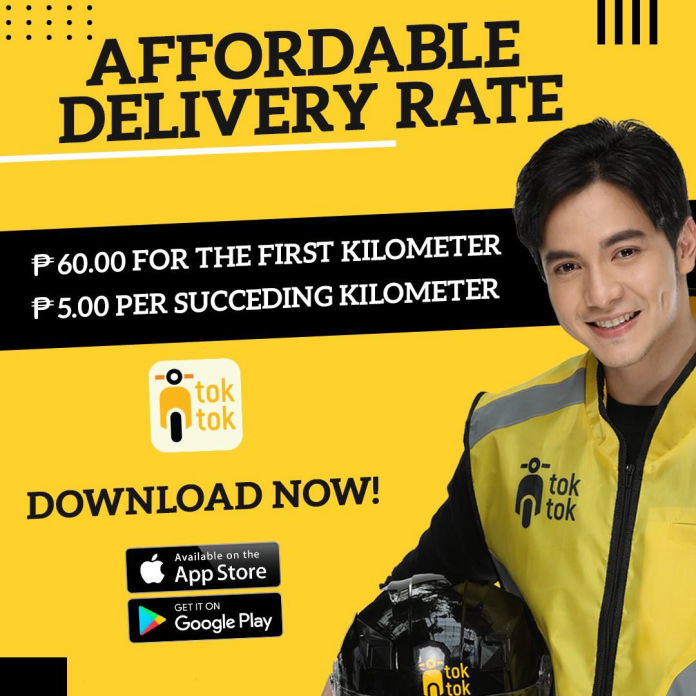 AFFORDABLE
DELIVERY RATE
₱ 60.00 FOR THE FIRST KILOMETER
₱ 5.00 PER SUCCEDING KILOMETER
tok
tok
DOWNLOAD NOW!
Available on the
App Store
GET IT ON
Google Play
tok
tok
tok
tok